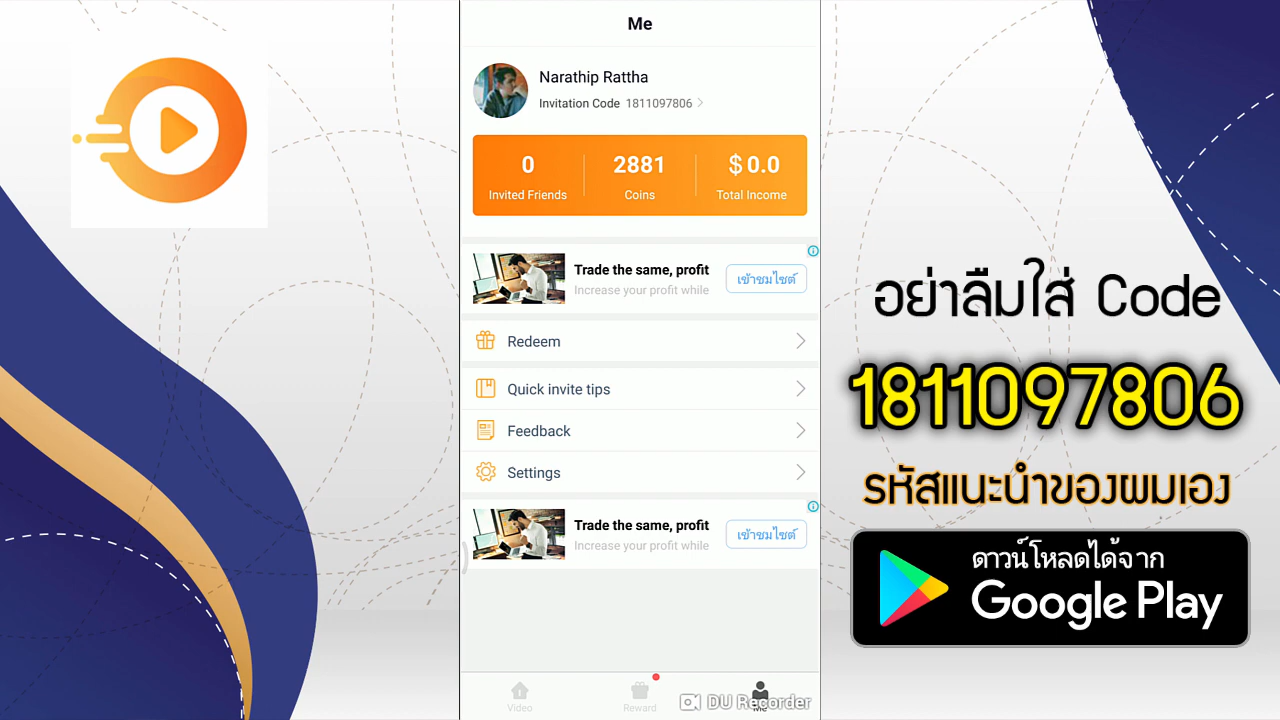 Me
Narathip Rattha
Invitation Code 1811097806
0
2881
$ 0.0
Invited Friends
Coins
Total Income
Trade the same, profit
Increase your profit while
เข้าชมไซต์
Redeem
Quick invite tips
Feedback
Settings
Trade the same, profit
Increase your profit while
เข้าชมไซต์
Video
Reward
Me
DU Recorder
อย่าลืมใส่ Code
1811097806
รหัสแนะนำของผมเอง
ดาวน์โหลดได้จาก
Google Play